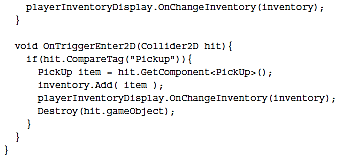 playerInventoryDisplay.OnChangeInventory(inventory);
}
void OnTriggerEnter2D(Collider2D hit){
if(hit.CompareTag("Pickup")){
PickUp item = hit.GetComponent<PickUp>();
inventory.Add( item );
playerInventoryDisplay.OnChangeInventory(inventory);
Destroy(hit.gameObject);
}
}
}